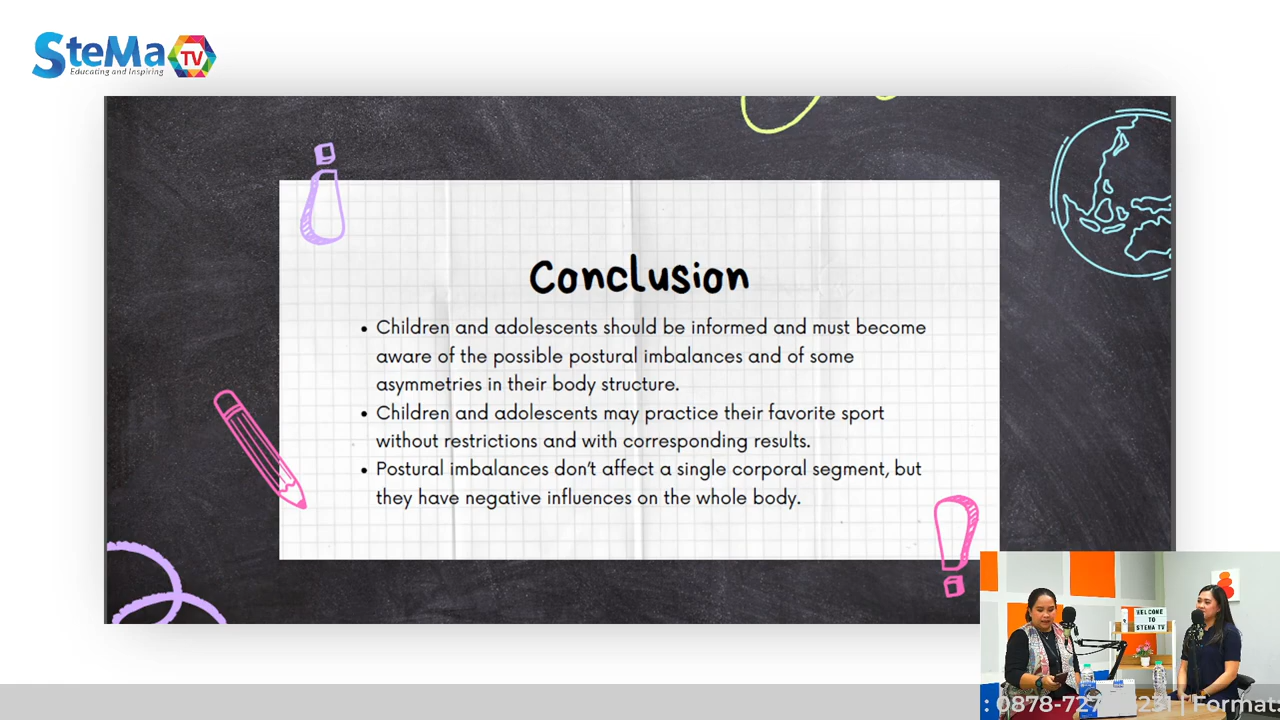 SteMa TV
Educating and Inspiring
Conclusion
• Children and adolescents should be informed and must become
aware of the possible postural imbalances and of some
asymmetries in their body structure.
• Children and adolescents may practice their favorite sport
without restrictions and with corresponding results.
• Postural imbalances don't affect a single corporal segment, but
they have negative influences on the whole body.
WELCOME
TO
STEMA TV
: 0878-727 231 | Format.